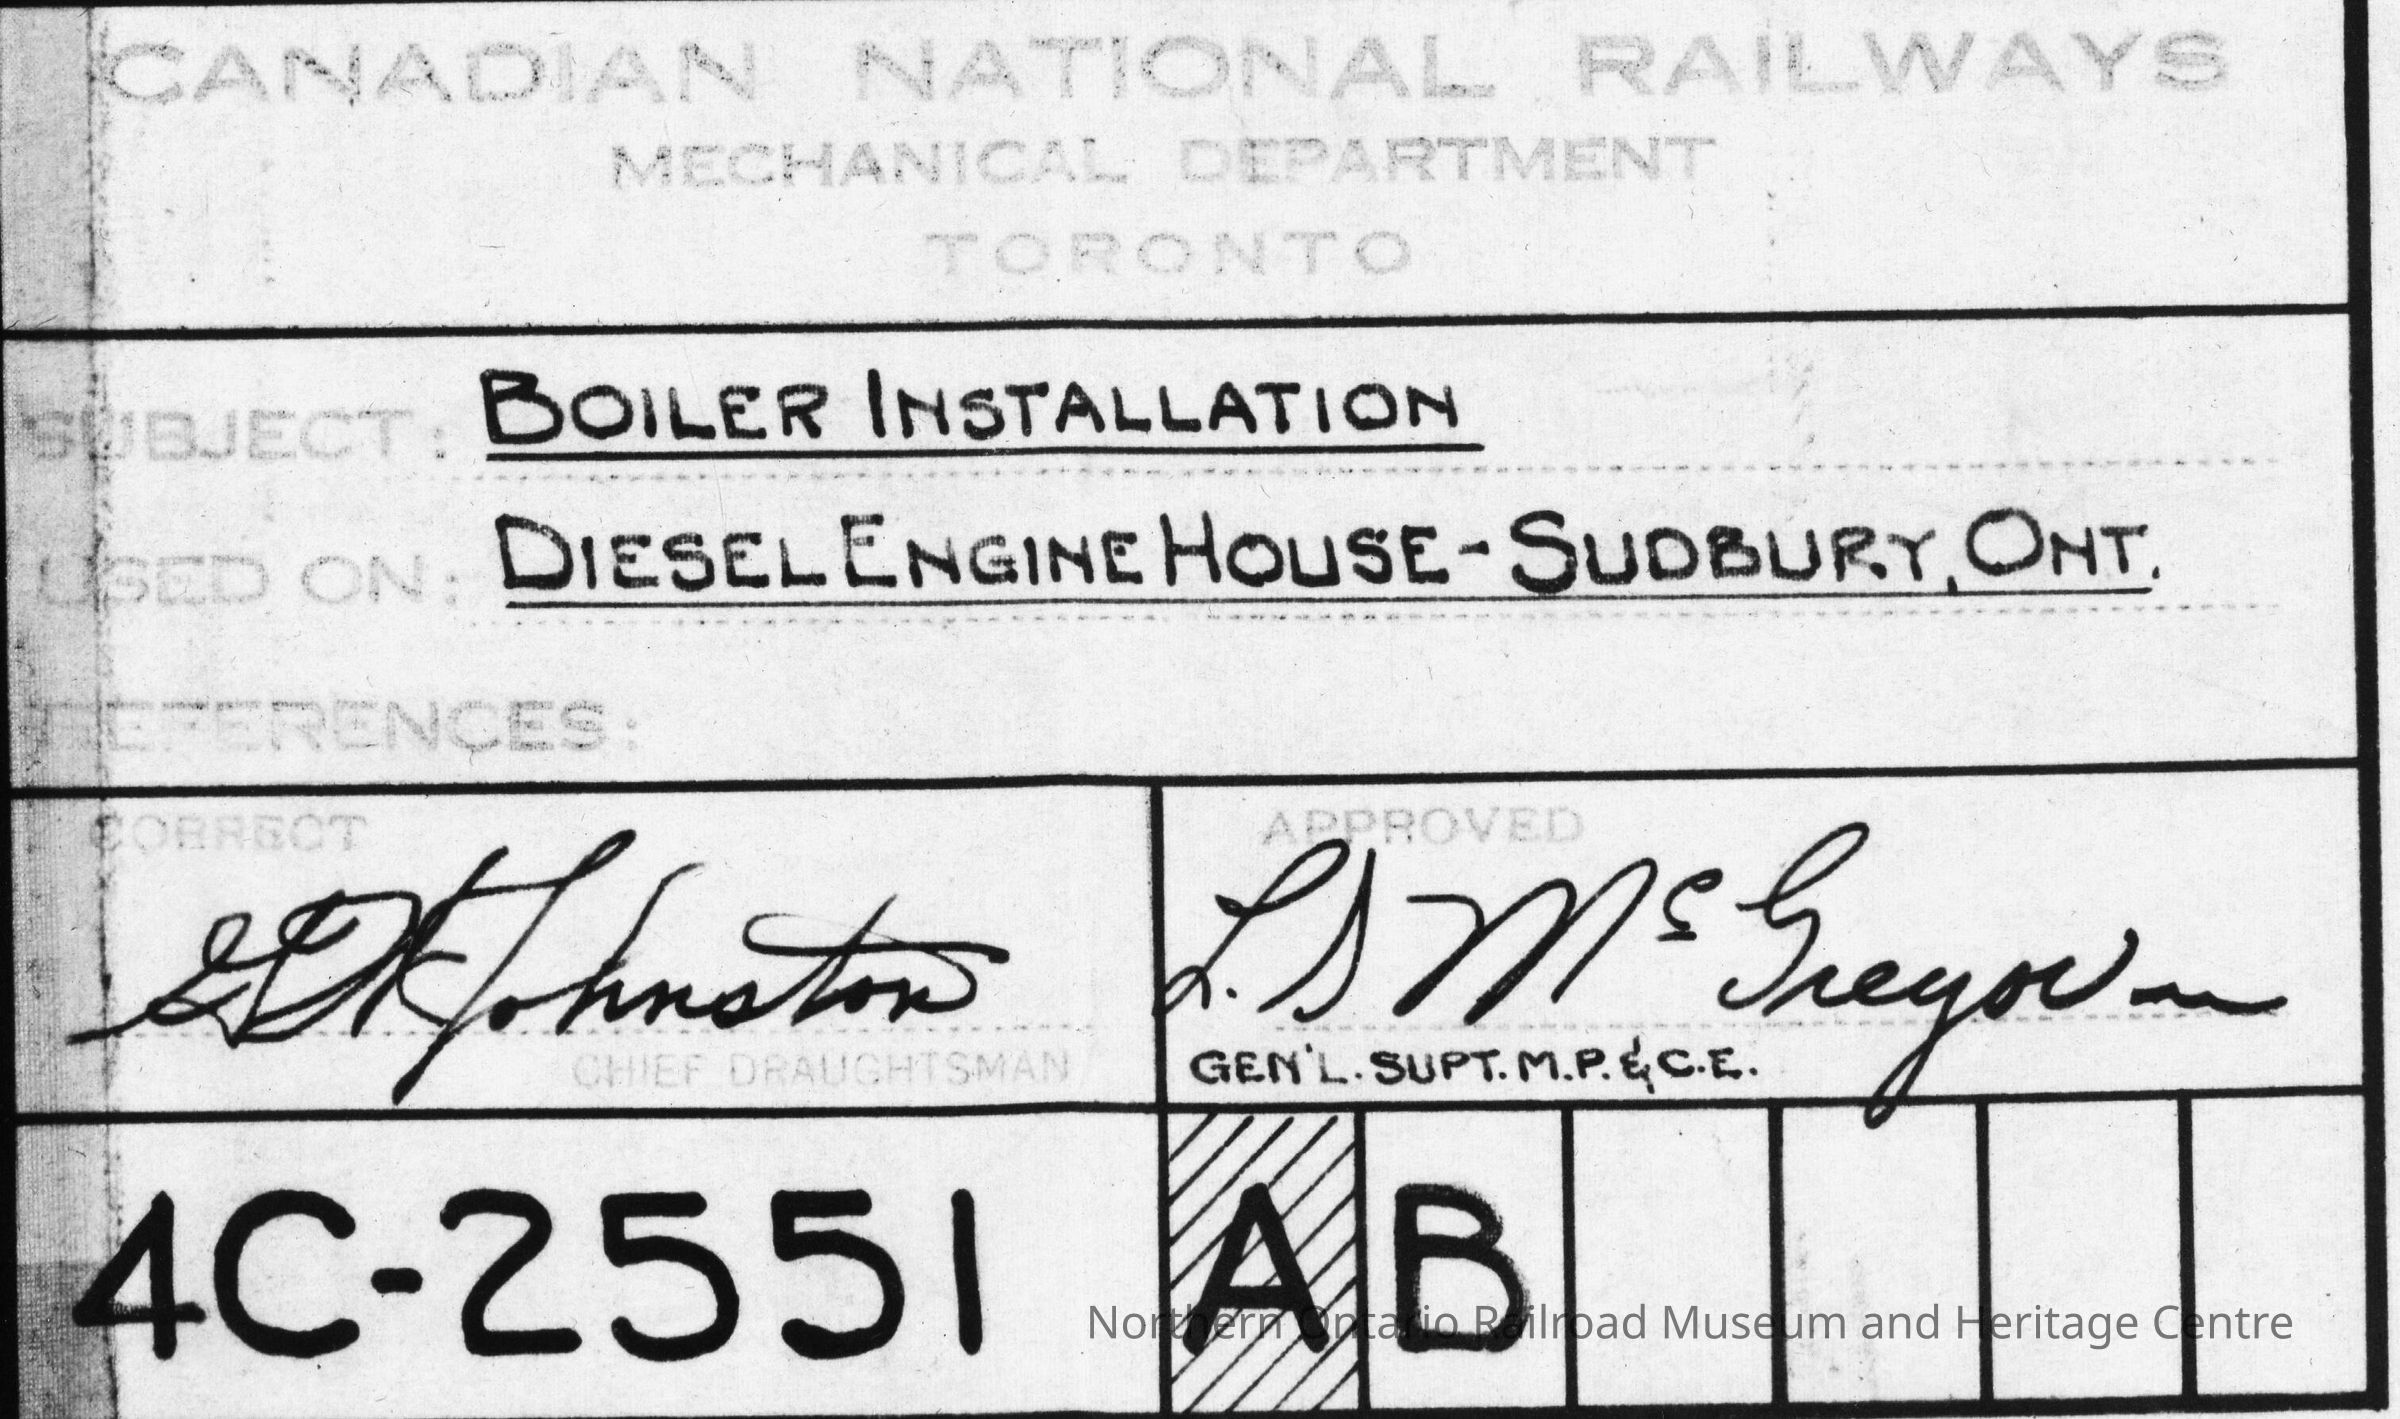 CANADIAN NATIONAL RAILWAYS
MECHANICAL DEPARTMENT
TORONTO
SUBJECT: BOILER INSTALLATION
USED ON: DIESEL ENGINE HOUSE - SUDBURY, ONT.
REFERENCES:
CORRECT
Johnston
CHIEF DRAUGHTSMAN
APPROVED
L. S McGregor
GEN'L. SUPT. M.P. & C.E.
4C-2551 A B
Northern Ontario Railroad Museum and Heritage Centre